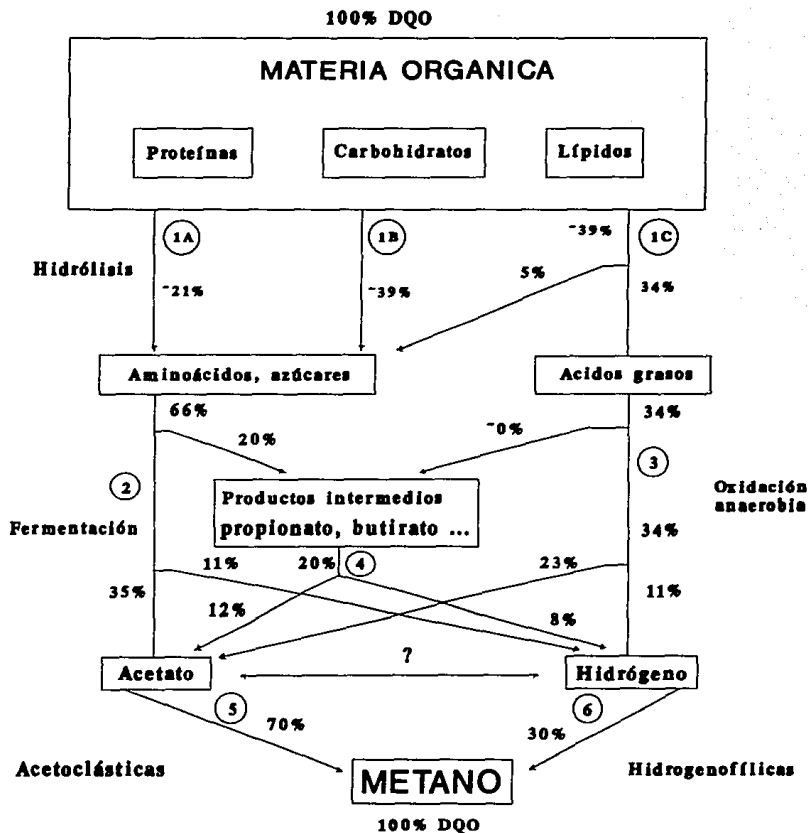 100% DQO
MATERIA ORGANICA
Proteínas
Carbohidratos
Lípidos
1A
1B
~39%
1C
Hidrólisis
~21%
~39%
5%
34%
Aminoácidos, azúcares
Acidos grasos
66%
34%
20%
~0%
2
3
Productos intermedios
propionato, butirato ...
Oxidación
anaerobia
Fermentación
34%
11%
20%
4
23%
35%
11%
12%
8%
Acetato
?
Hidrógeno
5
6
70%
30%
Acetoclásticas
METANO
Hidrogenofílicas
100% DQO